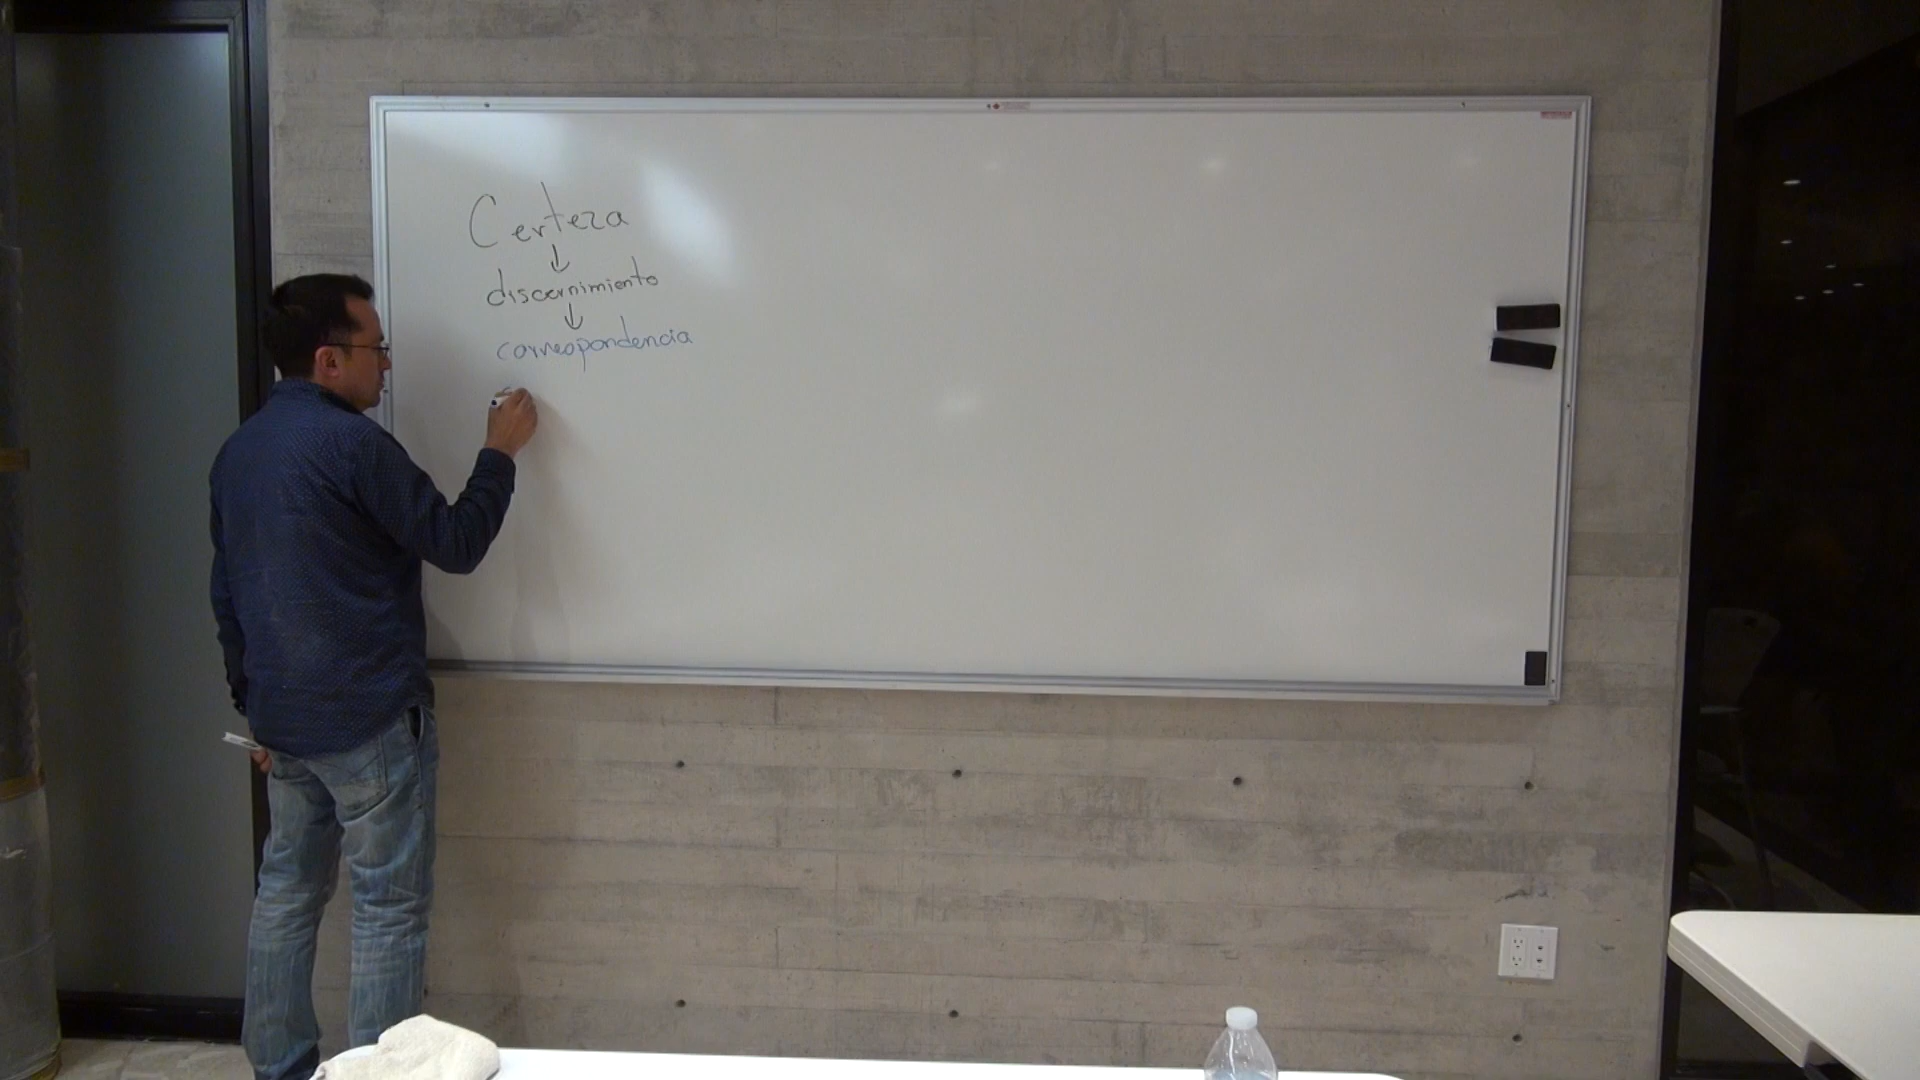 Certeza
↓
discernimiento
↓
correspondencia